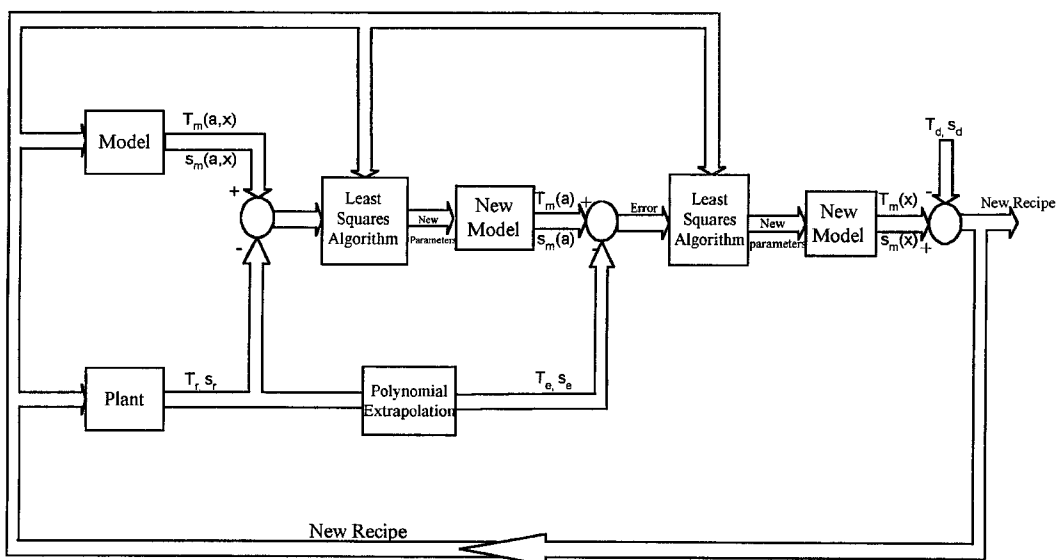 Model
T_m(a,x)
s_m(a,x)
+
-
Least
Squares
Algorithm
New
Parameters
New
Model
T_m(a)
s_m(a)
+
-
Error
Least
Squares
Algorithm
New
parameters
New
Model
T_m(x)
s_m(x)
+
T_d, s_d
-
New Recipe
Plant
T_r, s_r
Polynomial
Extrapolation
T_e, s_e
New Recipe